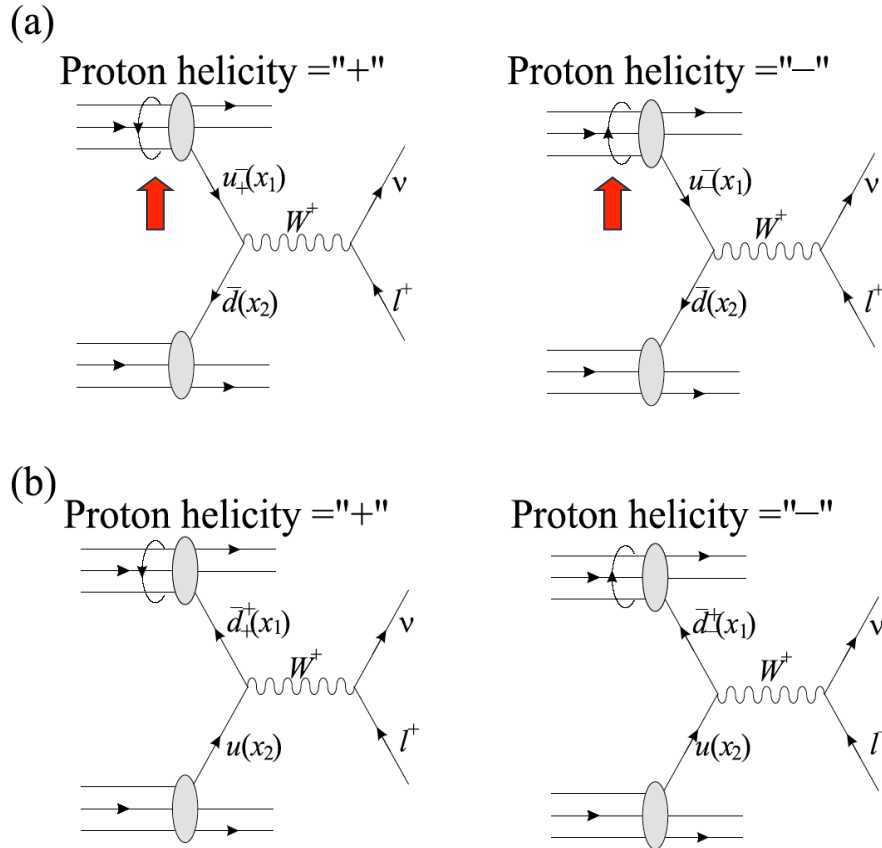 (a)
Proton helicity ="+"
Proton helicity ="–"
u₊⁻(x₁)
W⁺
ν
d̄(x₂)
l⁺
u₋⁻(x₁)
W⁺
ν
d̄(x₂)
l⁺
(b)
Proton helicity ="+"
Proton helicity ="–"
d̄₊⁺(x₁)
W⁺
ν
u(x₂)
l⁺
d̄₋⁺(x₁)
W⁺
ν
u(x₂)
l